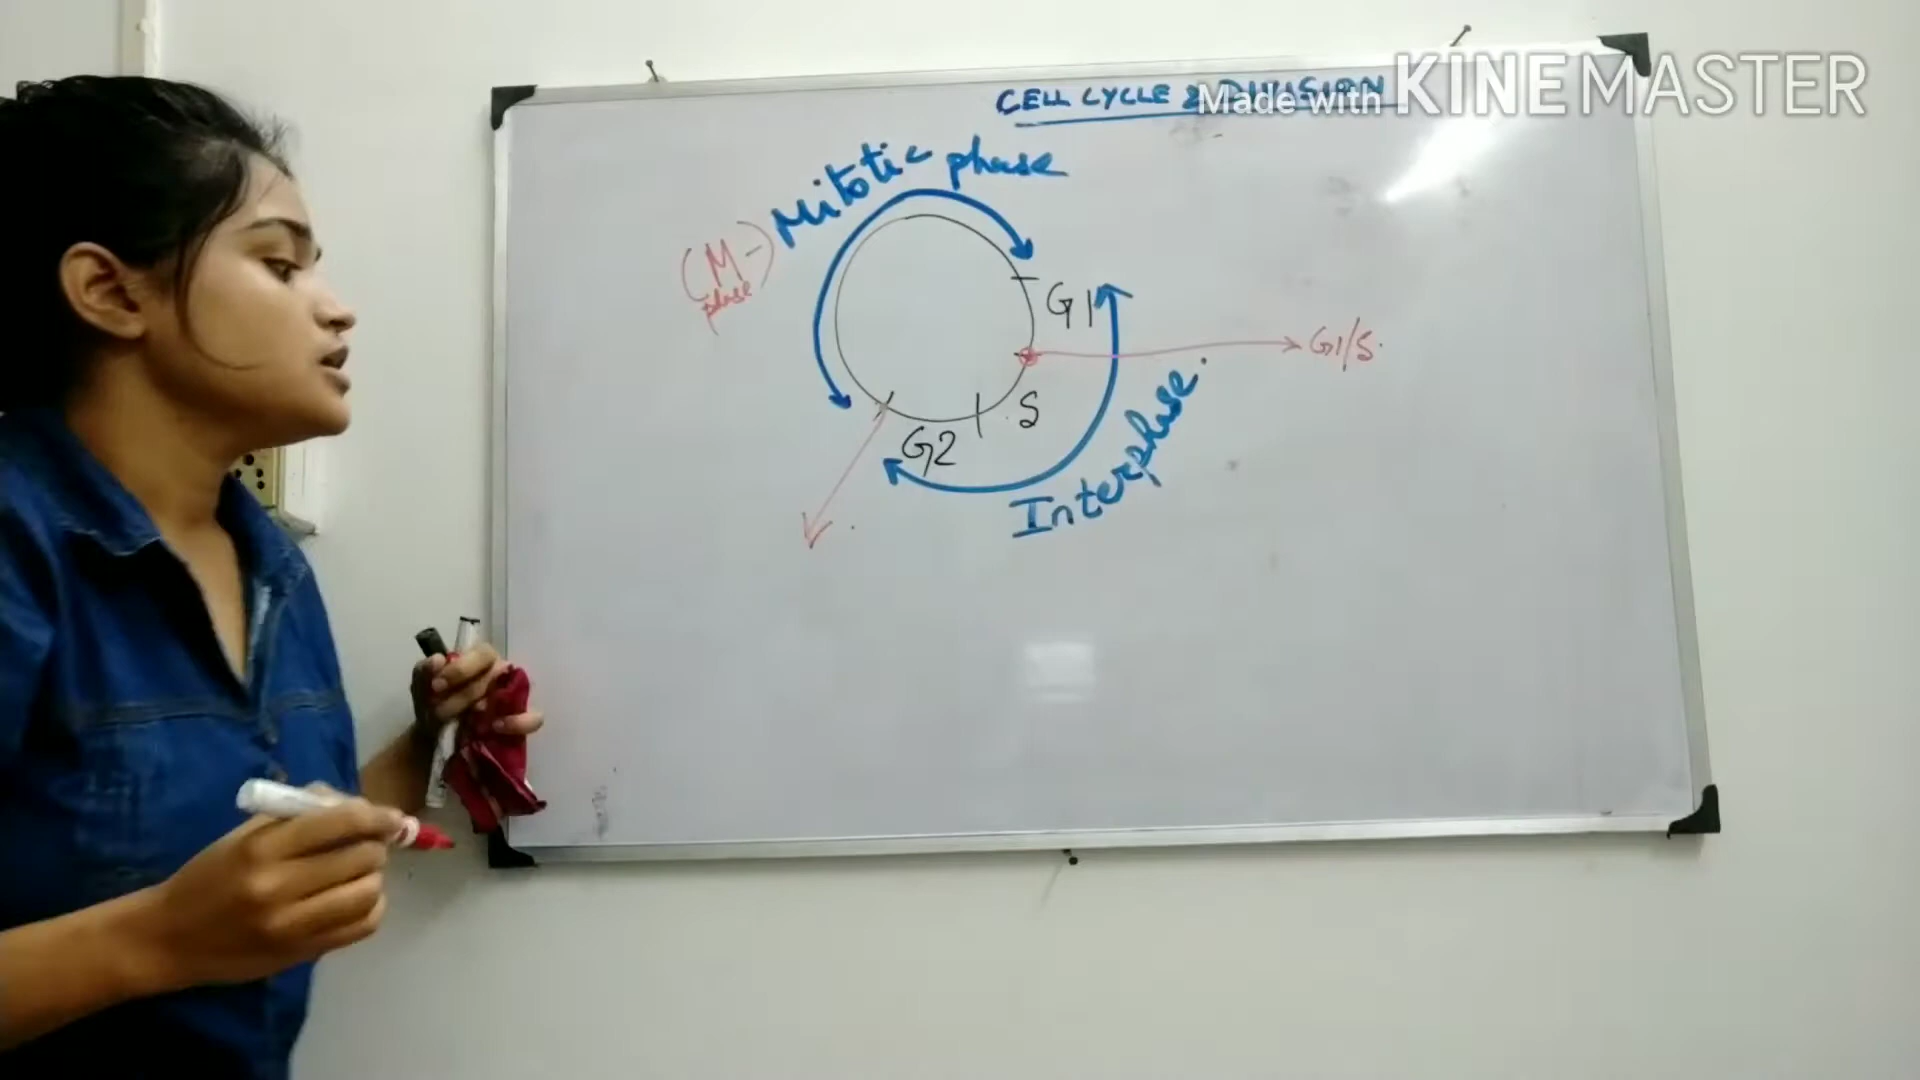 CELL CYCLE & DIVISION
Made with KINEMASTER
Mitotic phase
(M-
phase)
G1
G1/S.
S
G2
Interphase.